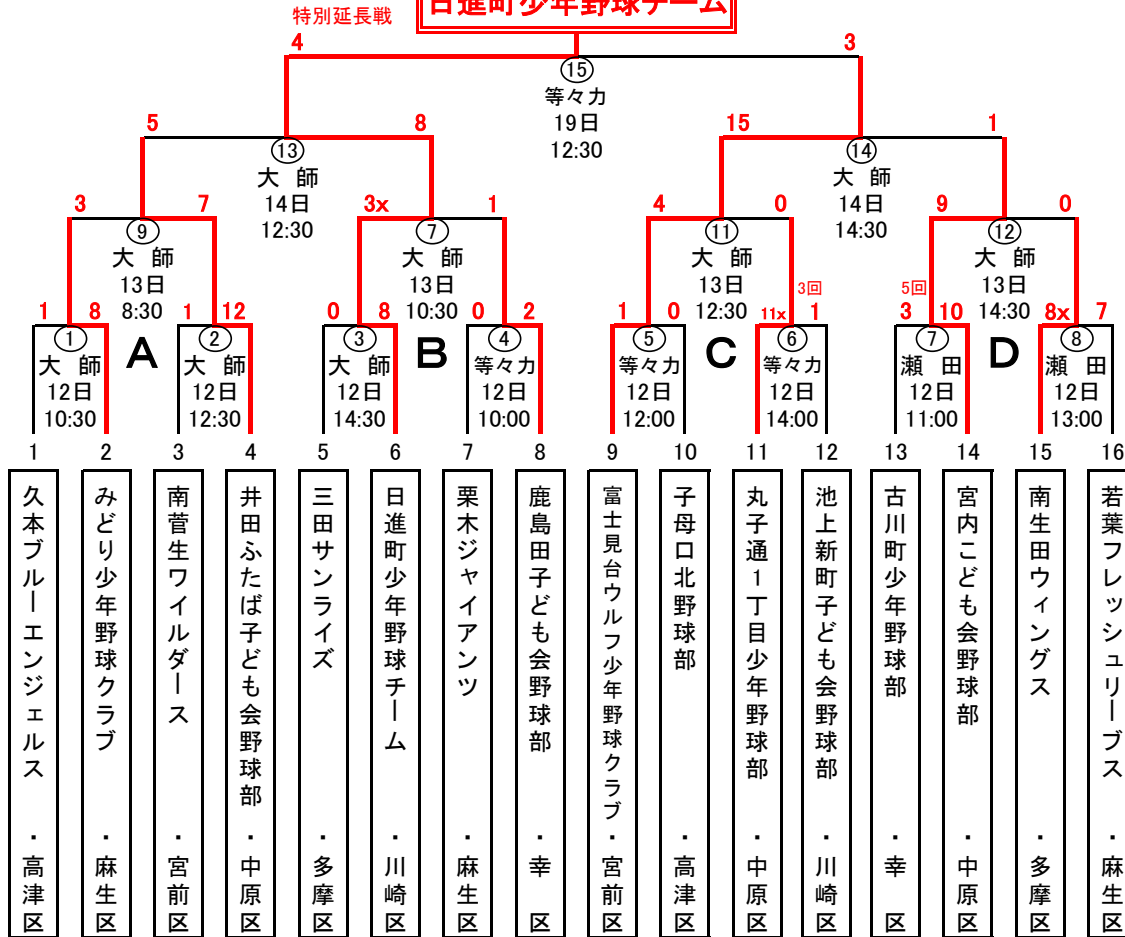 特別延長戦
日進町少年野球チーム
4 3
⑮
等々力
19日
12:30
5 8 15 1
⑬ ⑭
大 師 大 師
14日 14日
12:30 14:30
3 7 3x 1 4 0 9 0
⑨ ⑦ ⑪ ⑫
大 師 大 師 大 師 大 師
13日 13日 13日 13日
8:30 10:30 12:30 14:30
3回 5回
1 8 1 12 0 8 0 2 1 0 11x 1 3 10 8x 7
① A ② ③ B ④ ⑤ C ⑥ ⑦ D ⑧
大 師 大 師 大 師 等々力 等々力 等々力 瀬 田 瀬 田
12日 12日 12日 12日 12日 12日 12日 12日
10:30 12:30 14:30 10:00 12:00 14:00 11:00 13:00
1 2 3 4 5 6 7 8 9 10 11 12 13 14 15 16
久本ブルーエンジェルス ・ 高津区
みどり少年野球クラブ ・ 麻生区
南菅生ワイルダース ・ 宮前区
井田ふたば子ども会野球部 ・ 中原区
三田サンライズ ・ 多摩区
日進町少年野球チーム ・ 川崎区
栗木ジャイアンツ ・ 麻生区
鹿島田子ども会野球部 ・ 幸 区
富士見台ウルフ少年野球クラブ ・ 宮前区
子母口北野球部 ・ 高津区
丸子通1丁目少年野球部 ・ 中原区
池上新町子ども会野球部 ・ 川崎区
古川町少年野球部 ・ 幸 区
宮内こども会野球部 ・ 中原区
南生田ウィングス ・ 多摩区
若葉フレッシュリーブス ・ 麻生区